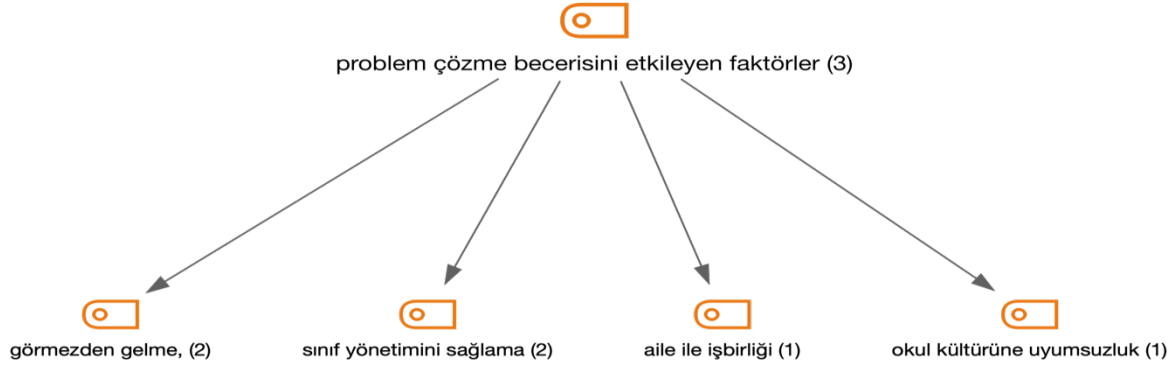 problem çözme becerisini etkileyen faktörler (3)
görmezden gelme, (2)
sınıf yönetimini sağlama (2)
aile ile işbirliği (1)
okul kültürüne uyumsuzluk (1)